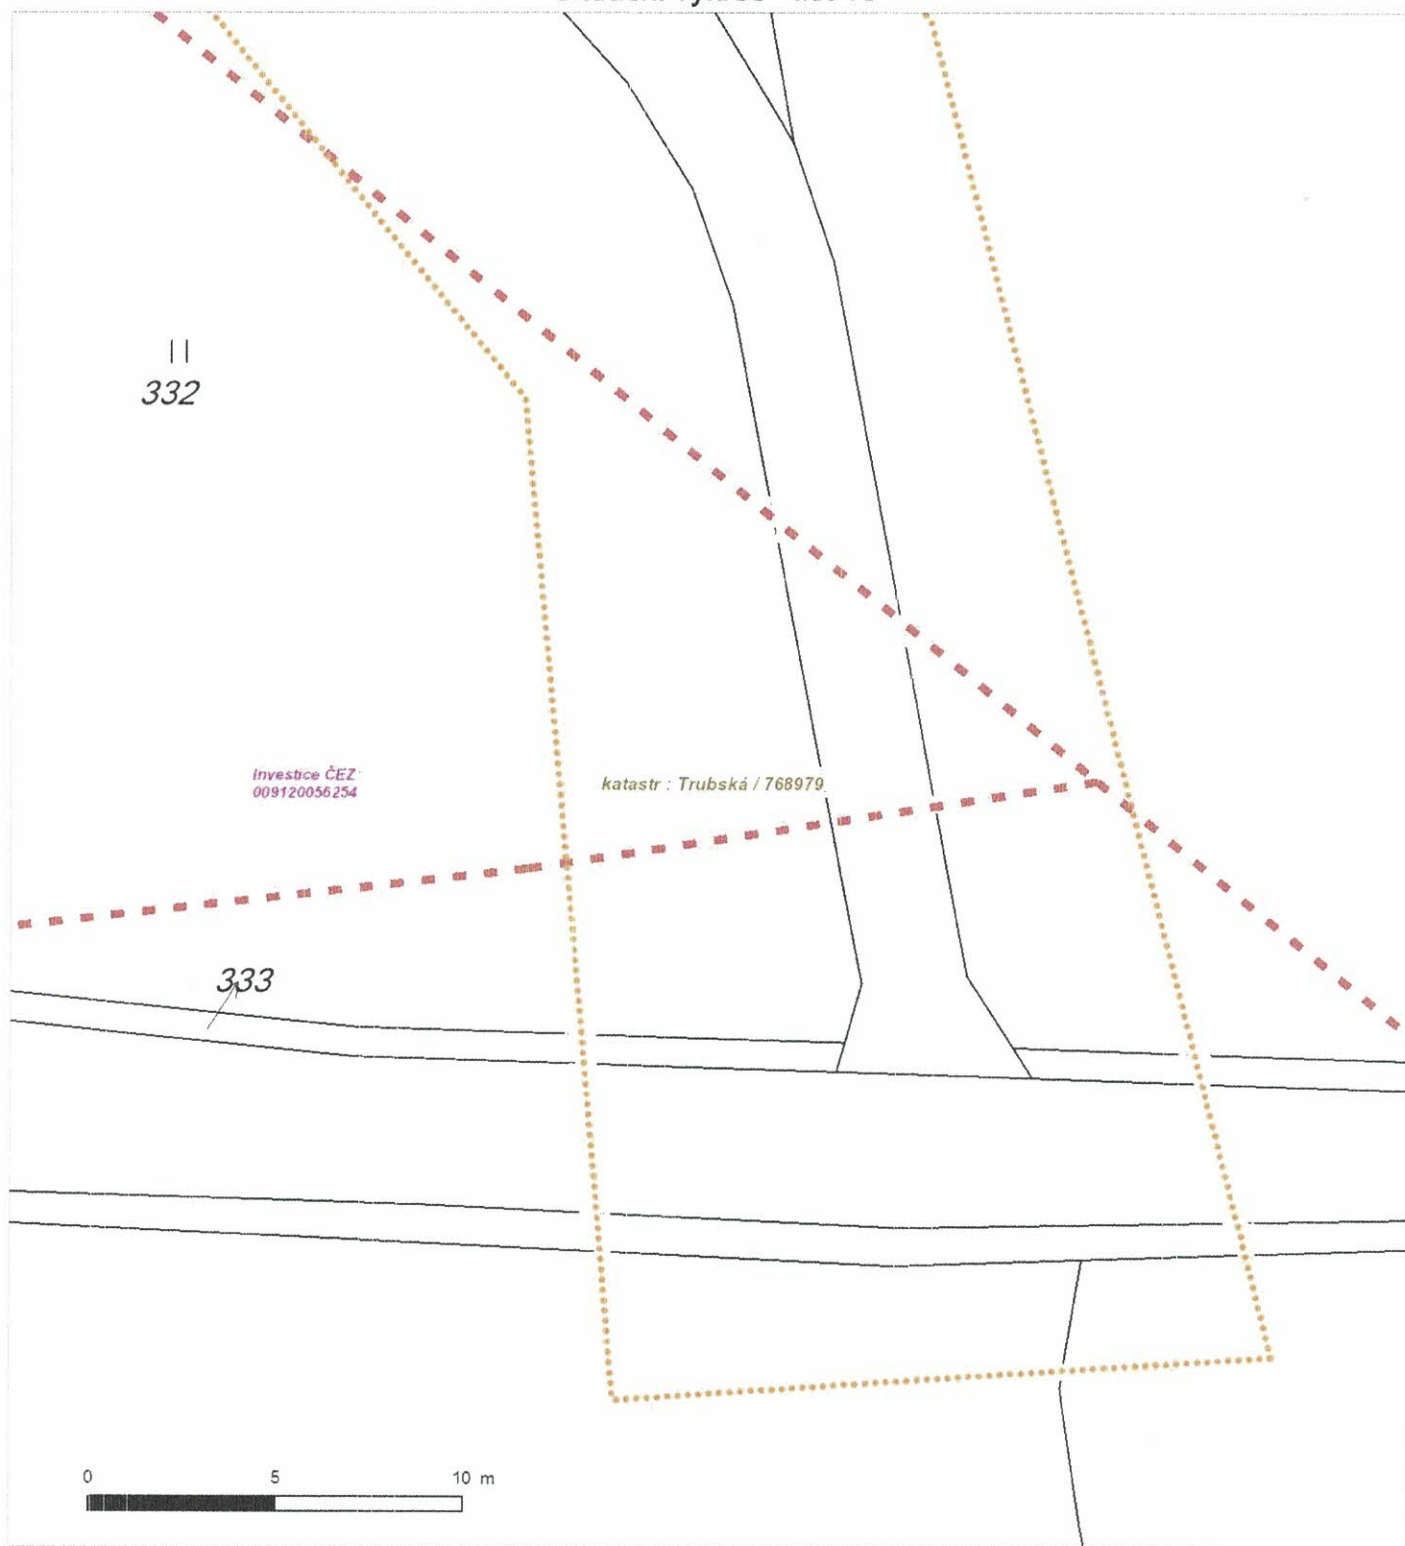 332
Investice ČEZ:
009120056254
katastr : Trubská / 768979
333
0 5 10 m